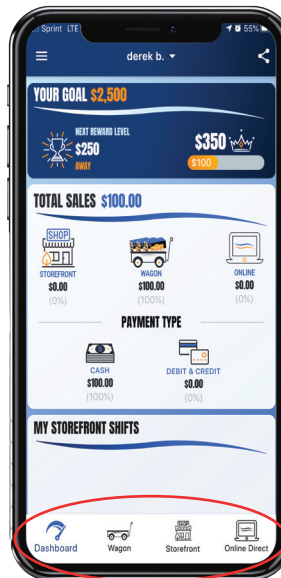 Sprint LTE 55%
derek b.
YOUR GOAL $2,500
NEXT REWARD LEVEL
$250
AWAY
$350
$100
TOTAL SALES $100.00
SHOP
STOREFRONT
$0.00
(0%)
WAGON
$100.00
(100%)
ONLINE
$0.00
(0%)
PAYMENT TYPE
CASH
$100.00
(100%)
DEBIT & CREDIT
$0.00
(0%)
MY STOREFRONT SHIFTS
Dashboard Wagon Storefront Online Direct